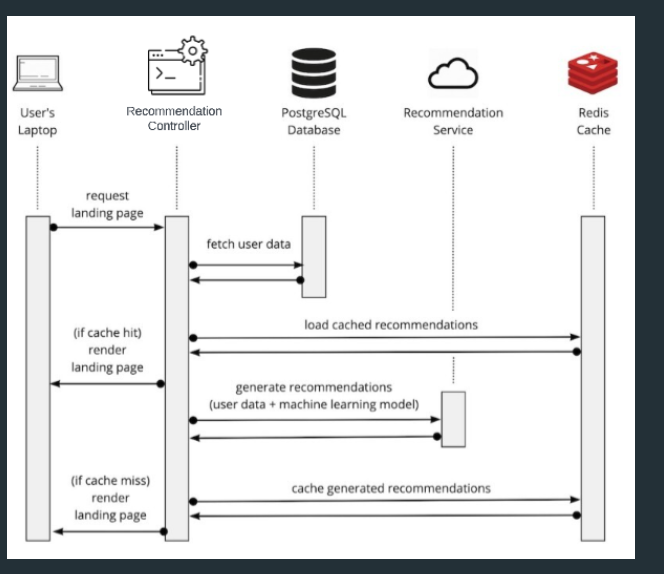 User's
Laptop
Recommendation
Controller
PostgreSQL
Database
Recommendation
Service
Redis
Cache
request
landing page
fetch user data
load cached recommendations
(if cache hit)
render
landing page
generate recommendations
(user data + machine learning model)
(if cache miss)
render
landing page
cache generated recommendations